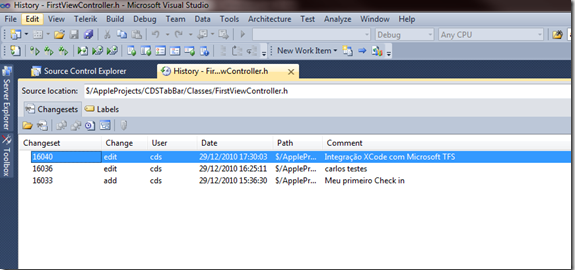 History - FirstViewController.h - Microsoft Visual Studio
File Edit View Telerik Build Debug Team Data Tools Architecture Test Analyze Window Help
Debug Any CPU
New Work Item
Server Explorer
Toolbox
Source Control Explorer History - Fir...wController.h
Source location: $/AppleProjects/CDSTabBar/Classes/FirstViewController.h
Changesets Labels
Changeset Change User Date Path Comment
16040 edit cds 29/12/2010 17:30:03 $/ApplePr... Integração XCode com Microsoft TFS
16036 edit cds 29/12/2010 16:25:11 $/ApplePr... carlos testes
16033 add cds 29/12/2010 15:36:30 $/ApplePr... Meu primeiro Check in